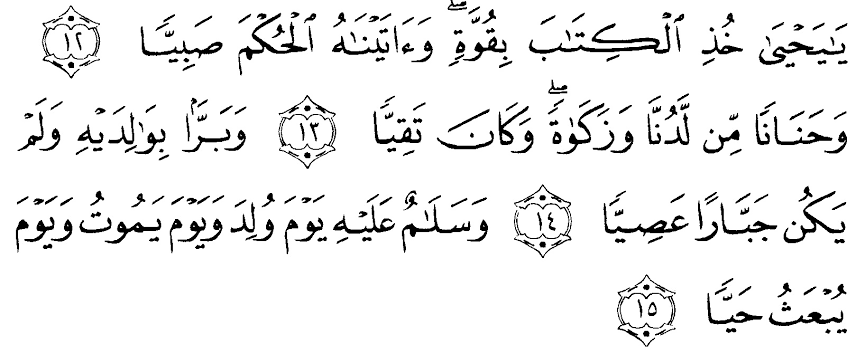 يَـٰيَحْيَىٰ خُذِ ٱلْكِتَـٰبَ بِقُوَّةٍۖ وَءَاتَيْنَـٰهُ ٱلْحُكْمَ صَبِيًّا ١٢
وَحَنَانًا مِّن لَّدُنَّا وَزَكَوٰةًۖ وَكَانَ تَقِيًّا ١٣ وَبَرًّۢا بِوَٰلِدَيْهِ وَلَمْ
يَكُن جَبَّارًا عَصِيًّا ١٤ وَسَلَـٰمٌ عَلَيْهِ يَوْمَ وُلِدَ وَيَوْمَ يَمُوتُ وَيَوْمَ
يُبْعَثُ حَيًّا ١٥